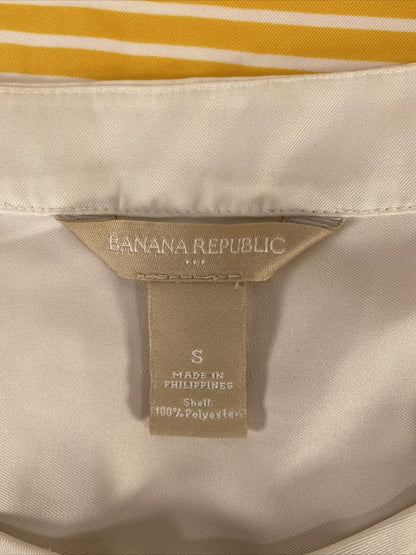 BANANA REPUBLIC
S
MADE IN
PHILIPPINES
Shell:
100% Polyester